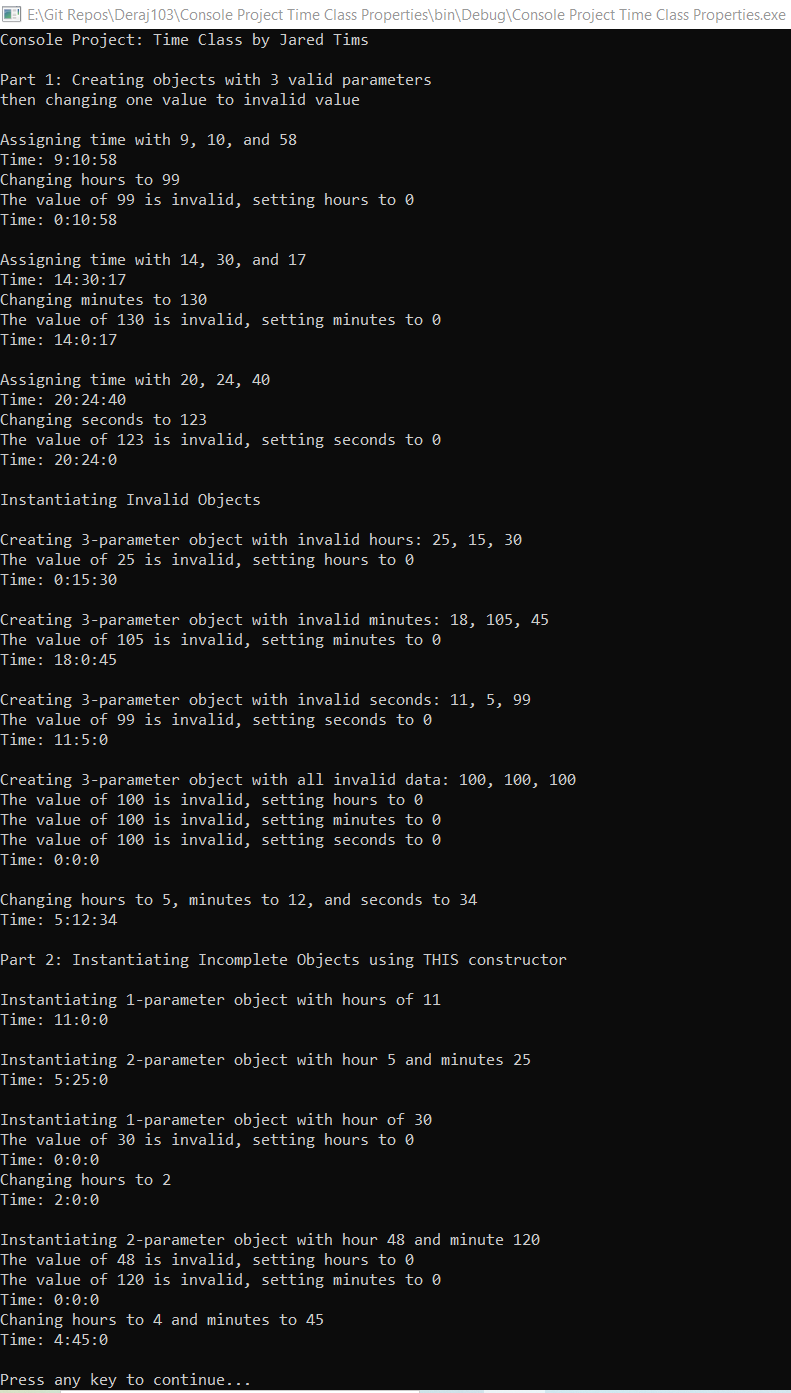 E:\Git Repos\Deraj103\Console Project Time Class Properties\bin\Debug\Console Project Time Class Properties.exe
Console Project: Time Class by Jared Tims
Part 1: Creating objects with 3 valid parameters
then changing one value to invalid value
Assigning time with 9, 10, and 58
Time: 9:10:58
Changing hours to 99
The value of 99 is invalid, setting hours to 0
Time: 0:10:58
Assigning time with 14, 30, and 17
Time: 14:30:17
Changing minutes to 130
The value of 130 is invalid, setting minutes to 0
Time: 14:0:17
Assigning time with 20, 24, 40
Time: 20:24:40
Changing seconds to 123
The value of 123 is invalid, setting seconds to 0
Time: 20:24:0
Instantiating Invalid Objects
Creating 3-parameter object with invalid hours: 25, 15, 30
The value of 25 is invalid, setting hours to 0
Time: 0:15:30
Creating 3-parameter object with invalid minutes: 18, 105, 45
The value of 105 is invalid, setting minutes to 0
Time: 18:0:45
Creating 3-parameter object with invalid seconds: 11, 5, 99
The value of 99 is invalid, setting seconds to 0
Time: 11:5:0
Creating 3-parameter object with all invalid data: 100, 100, 100
The value of 100 is invalid, setting hours to 0
The value of 100 is invalid, setting minutes to 0
The value of 100 is invalid, setting seconds to 0
Time: 0:0:0
Changing hours to 5, minutes to 12, and seconds to 34
Time: 5:12:34
Part 2: Instantiating Incomplete Objects using THIS constructor
Instantiating 1-parameter object with hours of 11
Time: 11:0:0
Instantiating 2-parameter object with hour 5 and minutes 25
Time: 5:25:0
Instantiating 1-parameter object with hour of 30
The value of 30 is invalid, setting hours to 0
Time: 0:0:0
Changing hours to 2
Time: 2:0:0
Instantiating 2-parameter object with hour 48 and minute 120
The value of 48 is invalid, setting hours to 0
The value of 120 is invalid, setting minutes to 0
Time: 0:0:0
Chaning hours to 4 and minutes to 45
Time: 4:45:0
Press any key to continue...